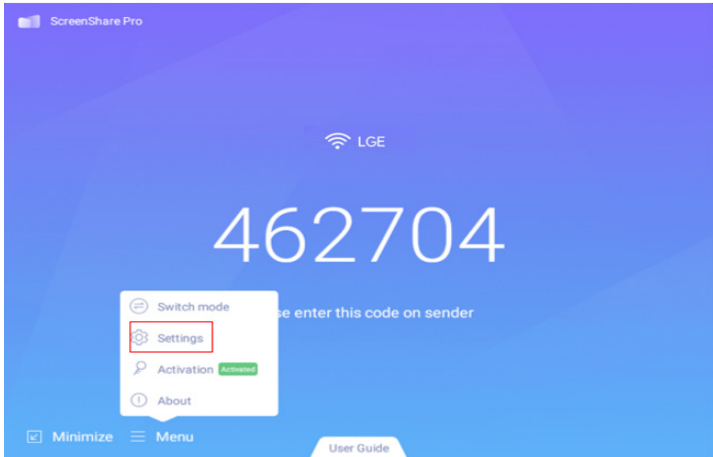 ScreenShare Pro
LGE
462704
se enter this code on sender
Switch mode
Settings
Activation Activated
About
Minimize
Menu
User Guide